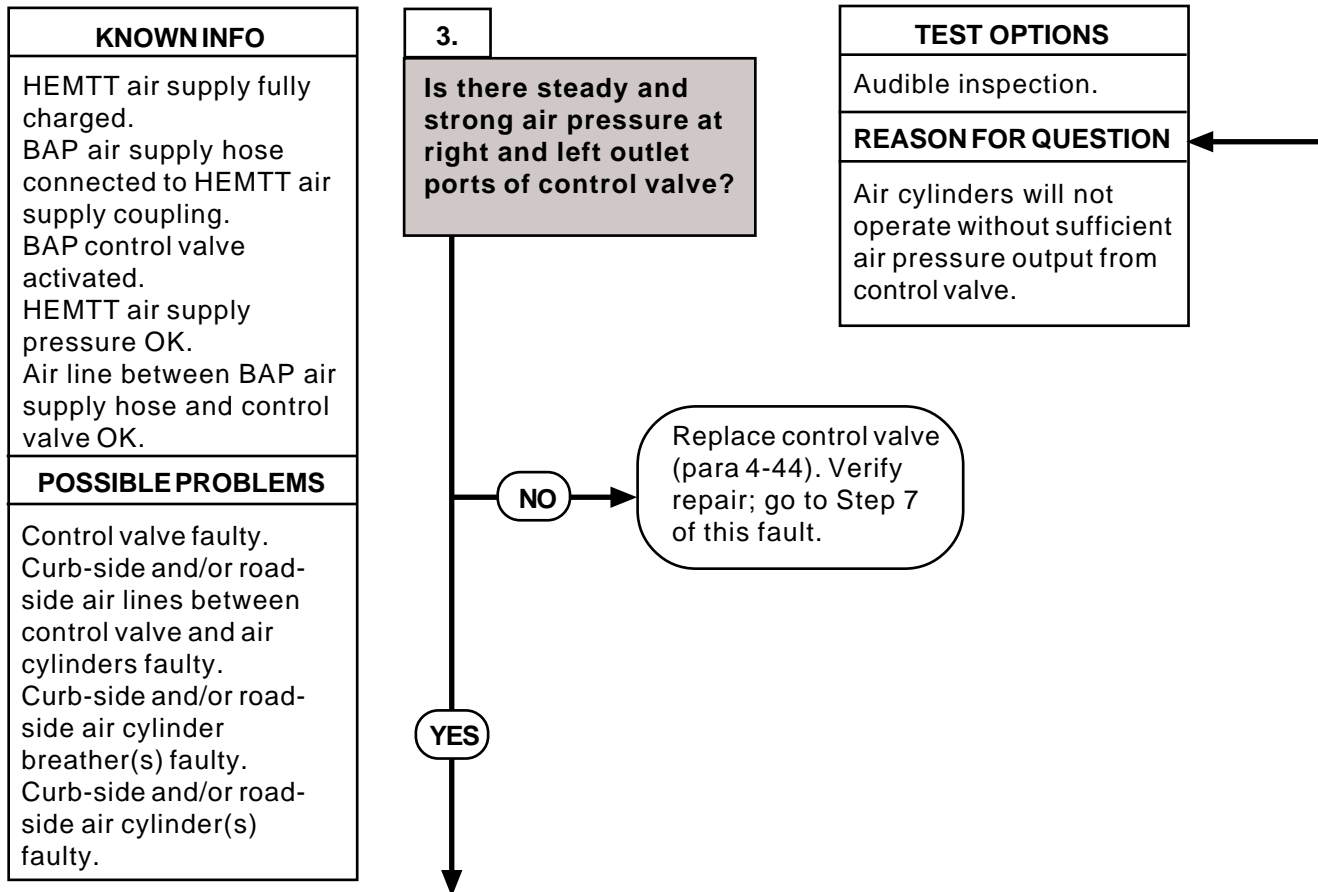 KNOWN INFO
HEMTT air supply fully
charged.
BAP air supply hose
connected to HEMTT air
supply coupling.
BAP control valve
activated.
HEMTT air supply
pressure OK.
Air line between BAP air
supply hose and control
valve OK.
POSSIBLE PROBLEMS
Control valve faulty.
Curb-side and/or road-
side air lines between
control valve and air
cylinders faulty.
Curb-side and/or road-
side air cylinder
breather(s) faulty.
Curb-side and/or road-
side air cylinder(s)
faulty.
3.
Is there steady and
strong air pressure at
right and left outlet
ports of control valve?
NO
Replace control valve
(para 4-44). Verify
repair; go to Step 7
of this fault.
YES
TEST OPTIONS
Audible inspection.
REASON FOR QUESTION
Air cylinders will not
operate without sufficient
air pressure output from
control valve.